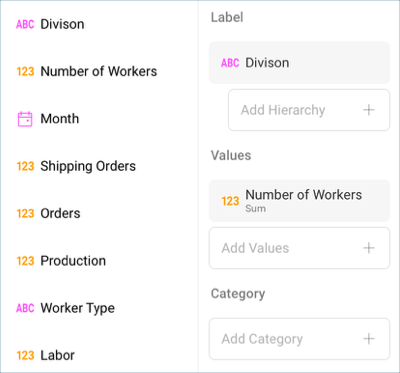 ABC Divison
123 Number of Workers
Month
123 Shipping Orders
123 Orders
123 Production
ABC Worker Type
123 Labor
Label
ABC Divison
Add Hierarchy
Values
123 Number of Workers
Sum
Add Values
Category
Add Category